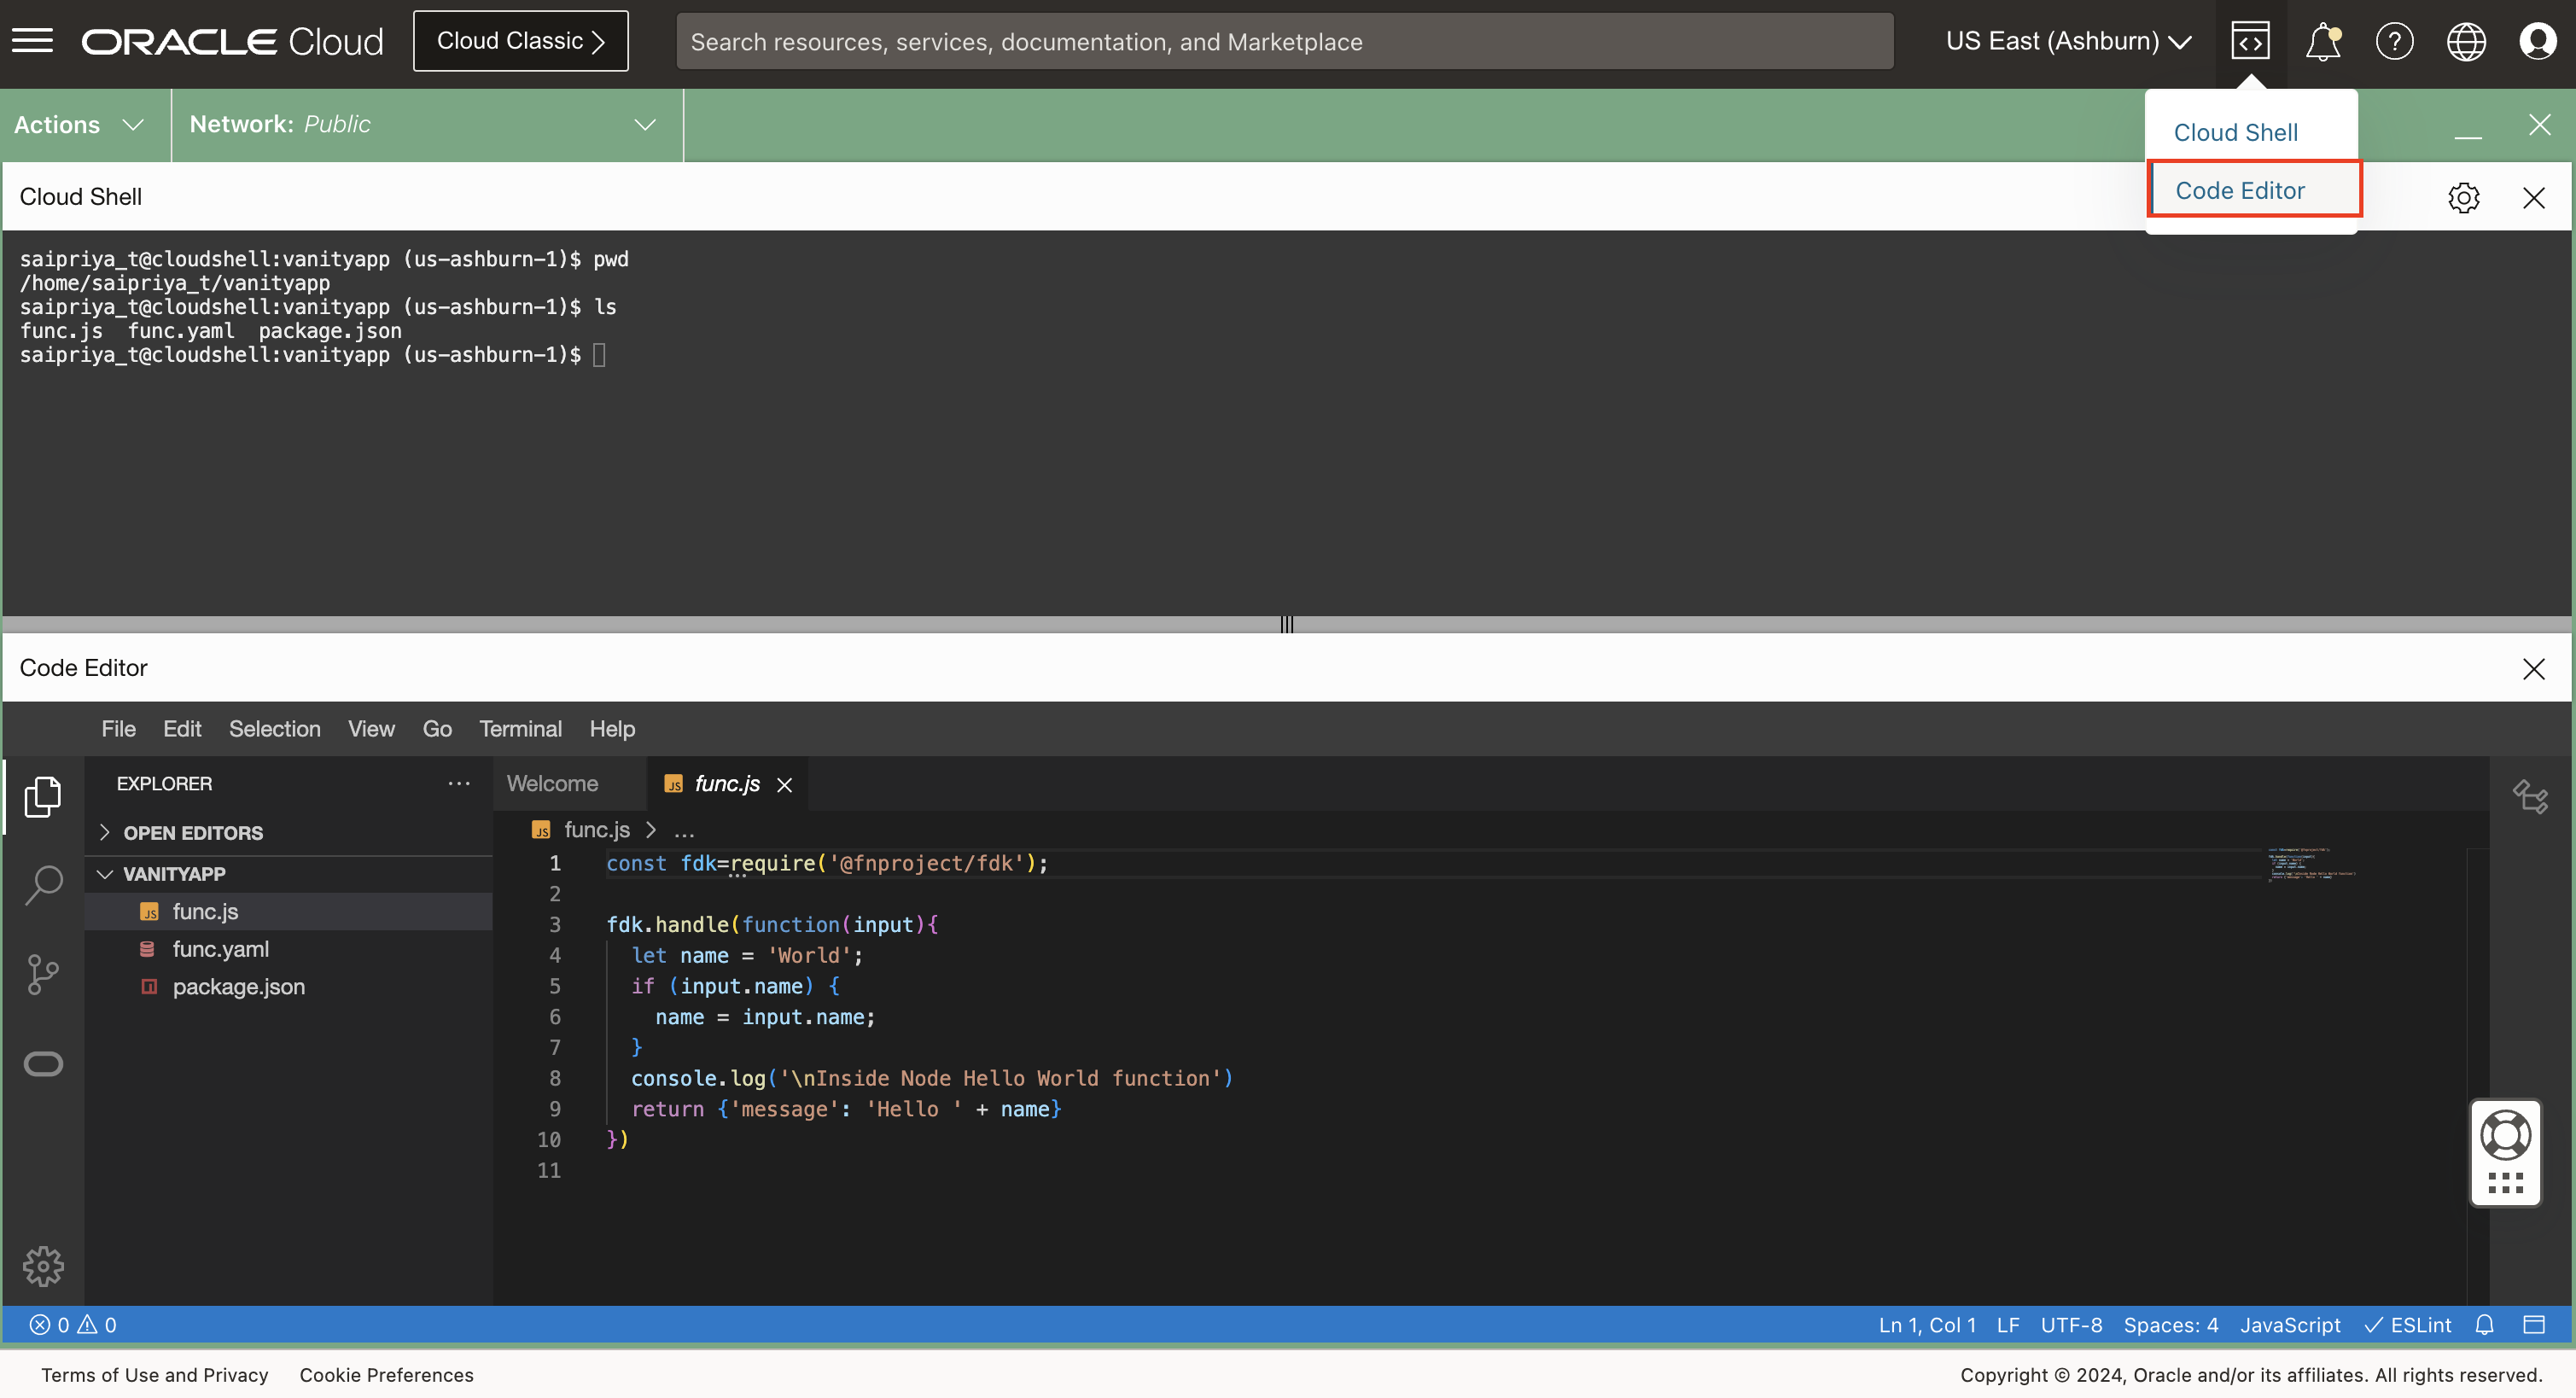 ORACLE Cloud
Cloud Classic
Search resources, services, documentation, and Marketplace
US East (Ashburn)
Actions
Network: Public
Cloud Shell
Code Editor
Cloud Shell
saipriya_t@cloudshell:vanityapp (us-ashburn-1)$ pwd
/home/saipriya_t/vanityapp
saipriya_t@cloudshell:vanityapp (us-ashburn-1)$ ls
func.js  func.yaml  package.json
saipriya_t@cloudshell:vanityapp (us-ashburn-1)$
Code Editor
File Edit Selection View Go Terminal Help
EXPLORER
OPEN EDITORS
VANITYAPP
JS func.js
func.yaml
package.json
Welcome
JS func.js
JS func.js > ...
1 const fdk=require('@fnproject/fdk');
2
3 fdk.handle(function(input){
4   let name = 'World';
5   if (input.name) {
6     name = input.name;
7   }
8   console.log('\nInside Node Hello World function')
9   return {'message': 'Hello ' + name}
10 })
11
0 0
Ln 1, Col 1 LF UTF-8 Spaces: 4 JavaScript ESLint
Terms of Use and Privacy Cookie Preferences
Copyright © 2024, Oracle and/or its affiliates. All rights reserved.